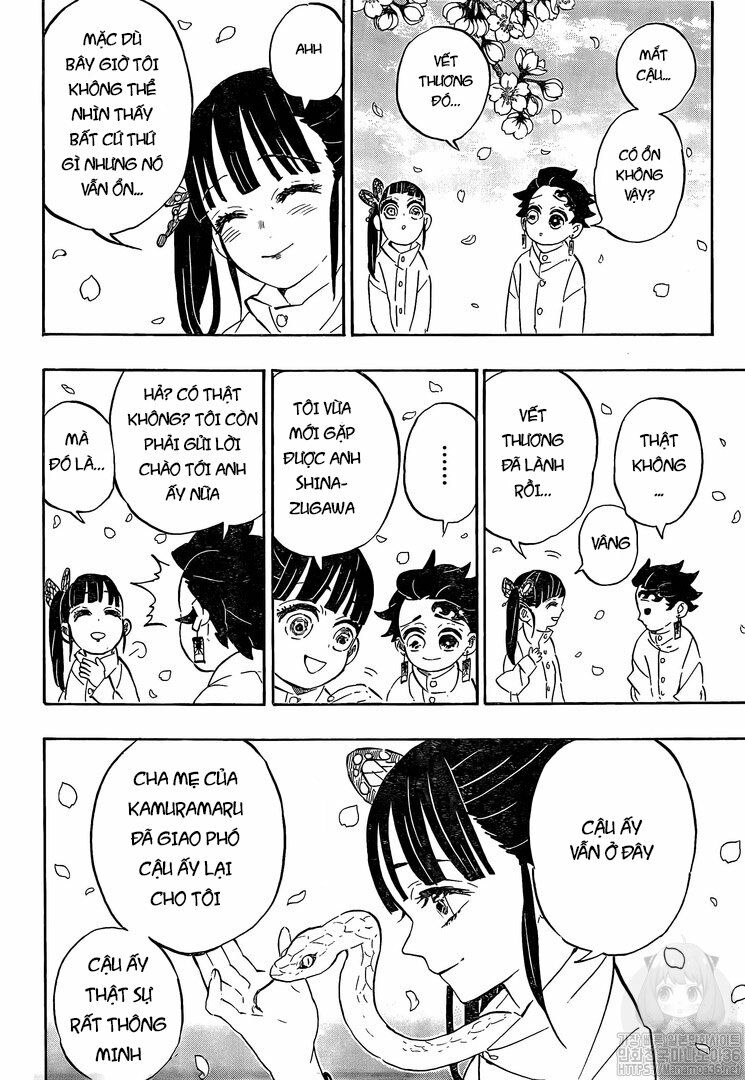 MẮT
CẬU...
CÓ ỔN
KHÔNG
VẬY?
VẾT
THƯƠNG
ĐÓ...
AHH
MẶC DÙ
BÂY GIỜ TÔI
KHÔNG THỂ
NHÌN THẤY
BẤT CỨ THỨ
GÌ NHƯNG NÓ
VẪN ỔN...
THẬT
KHÔNG
...
VẾT
THƯƠNG
ĐÃ LÀNH
RỒI...
VÂNG
......
TÔI VỪA
MỚI GẶP
ĐƯỢC ANH
SHINA-
ZUGAWA
HẢ? CÓ THẬT
KHÔNG? TÔI CÒN
PHẢI GỬI LỜI
CHÀO TỚI ANH
ẤY NỮA
MÀ
ĐÓ LÀ...
CẬU ẤY
VẪN Ở ĐÂY
CHA MẸ CỦA
KAMURAMARU
ĐÃ GIAO PHÓ
CẬU ẤY LẠI
CHO TÔI
CẬU ẤY
THẬT SỰ
RẤT THÔNG
MINH
HTTPS://MANAMOA36.NET